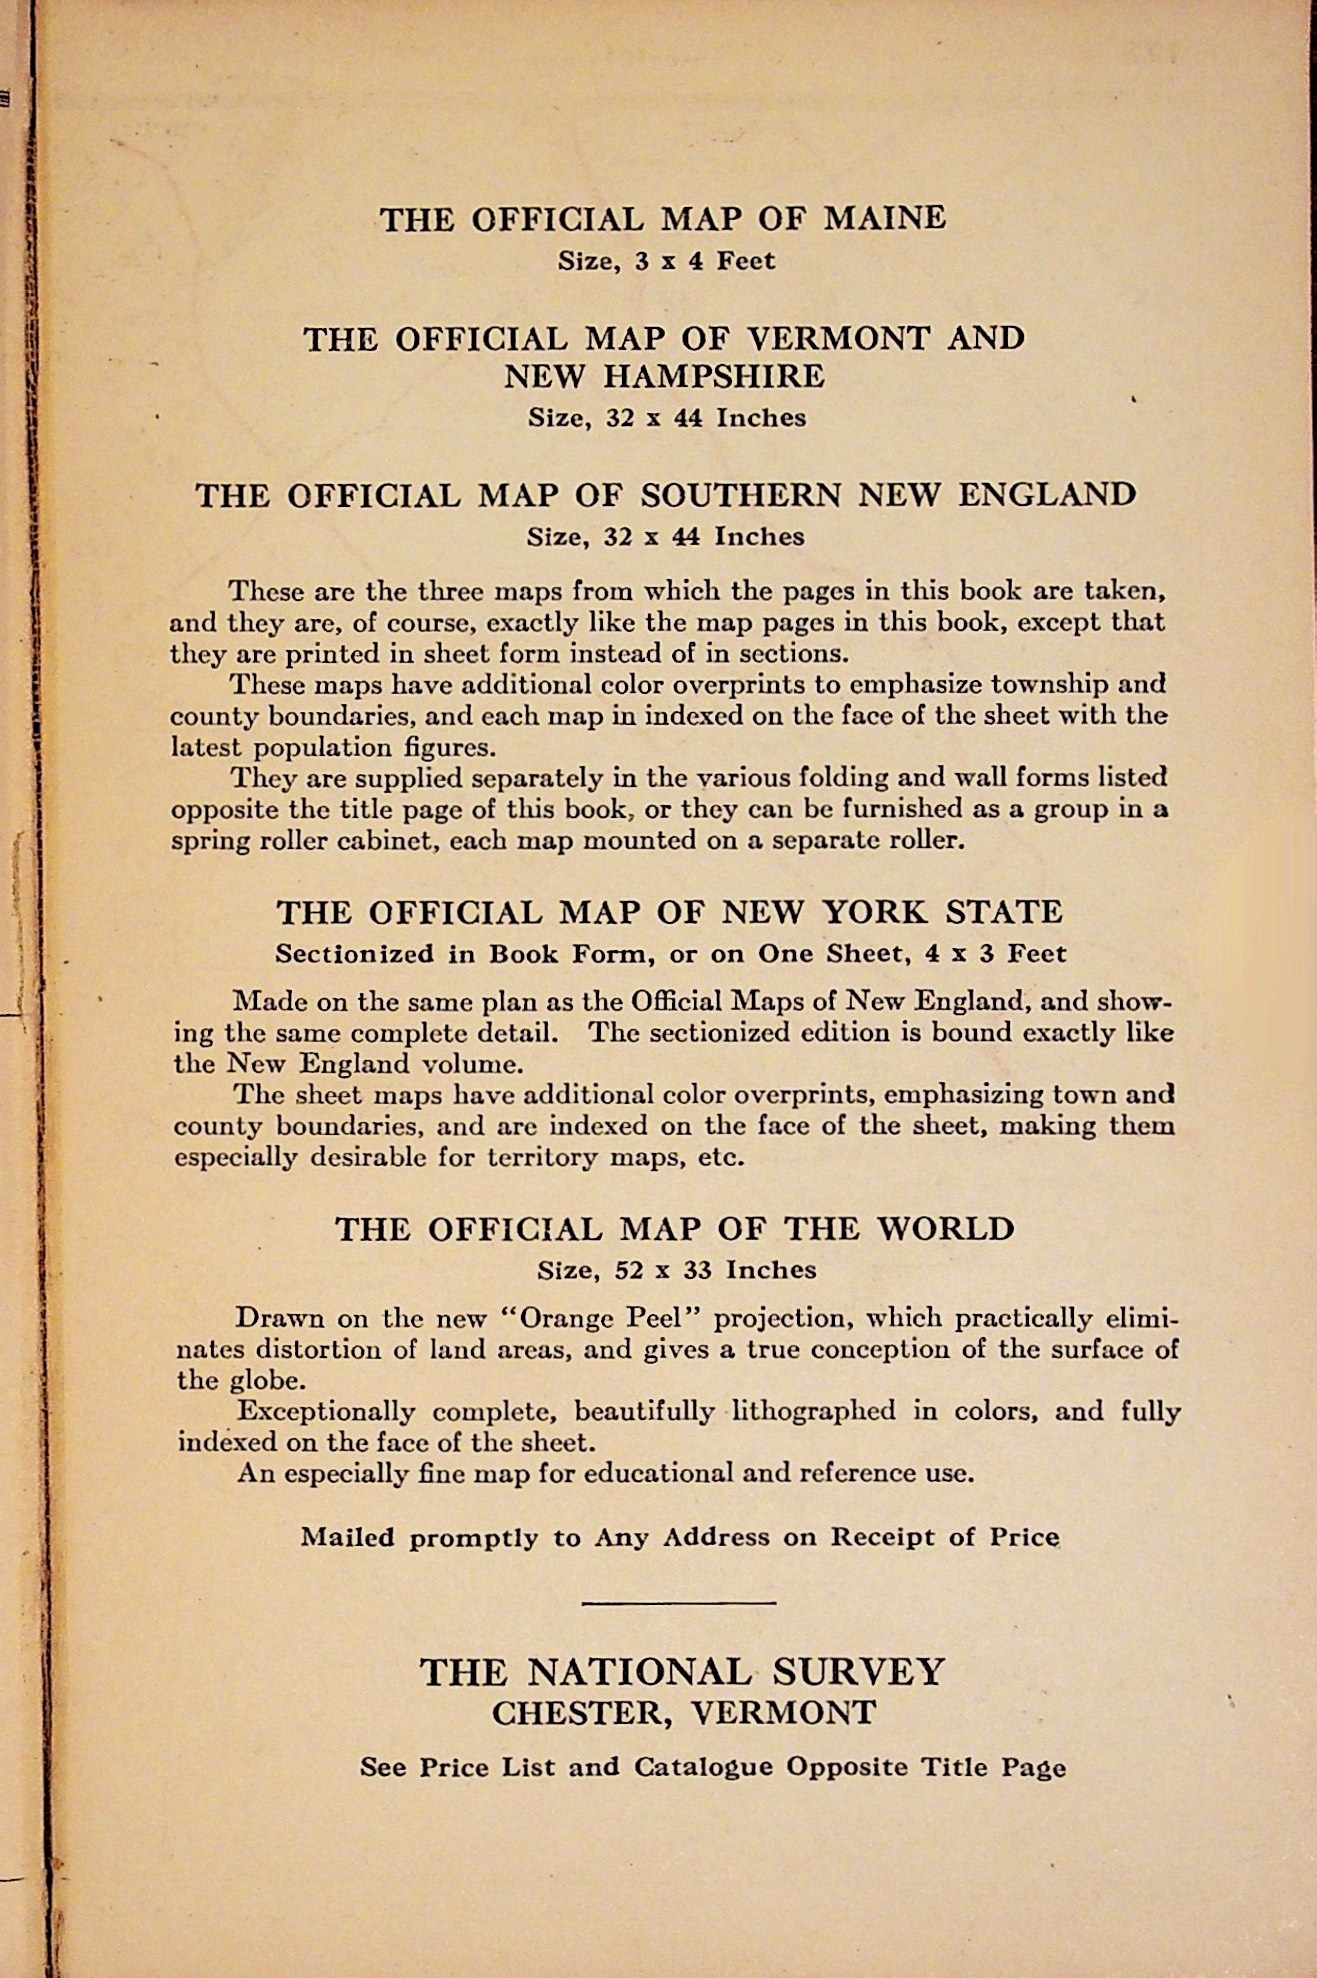 THE OFFICIAL MAP OF MAINE
Size, 3 x 4 Feet
THE OFFICIAL MAP OF VERMONT AND
NEW HAMPSHIRE
Size, 32 x 44 Inches
THE OFFICIAL MAP OF SOUTHERN NEW ENGLAND
Size, 32 x 44 Inches
These are the three maps from which the pages in this book are taken,
and they are, of course, exactly like the map pages in this book, except that
they are printed in sheet form instead of in sections.
These maps have additional color overprints to emphasize township and
county boundaries, and each map in indexed on the face of the sheet with the
latest population figures.
They are supplied separately in the various folding and wall forms listed
opposite the title page of this book, or they can be furnished as a group in a
spring roller cabinet, each map mounted on a separate roller.
THE OFFICIAL MAP OF NEW YORK STATE
Sectionized in Book Form, or on One Sheet, 4 x 3 Feet
Made on the same plan as the Official Maps of New England, and show-
ing the same complete detail. The sectionized edition is bound exactly like
the New England volume.
The sheet maps have additional color overprints, emphasizing town and
county boundaries, and are indexed on the face of the sheet, making them
especially desirable for territory maps, etc.
THE OFFICIAL MAP OF THE WORLD
Size, 52 x 33 Inches
Drawn on the new “Orange Peel” projection, which practically elimi-
nates distortion of land areas, and gives a true conception of the surface of
the globe.
Exceptionally complete, beautifully lithographed in colors, and fully
indexed on the face of the sheet.
An especially fine map for educational and reference use.
Mailed promptly to Any Address on Receipt of Price
THE NATIONAL SURVEY
CHESTER, VERMONT
See Price List and Catalogue Opposite Title Page